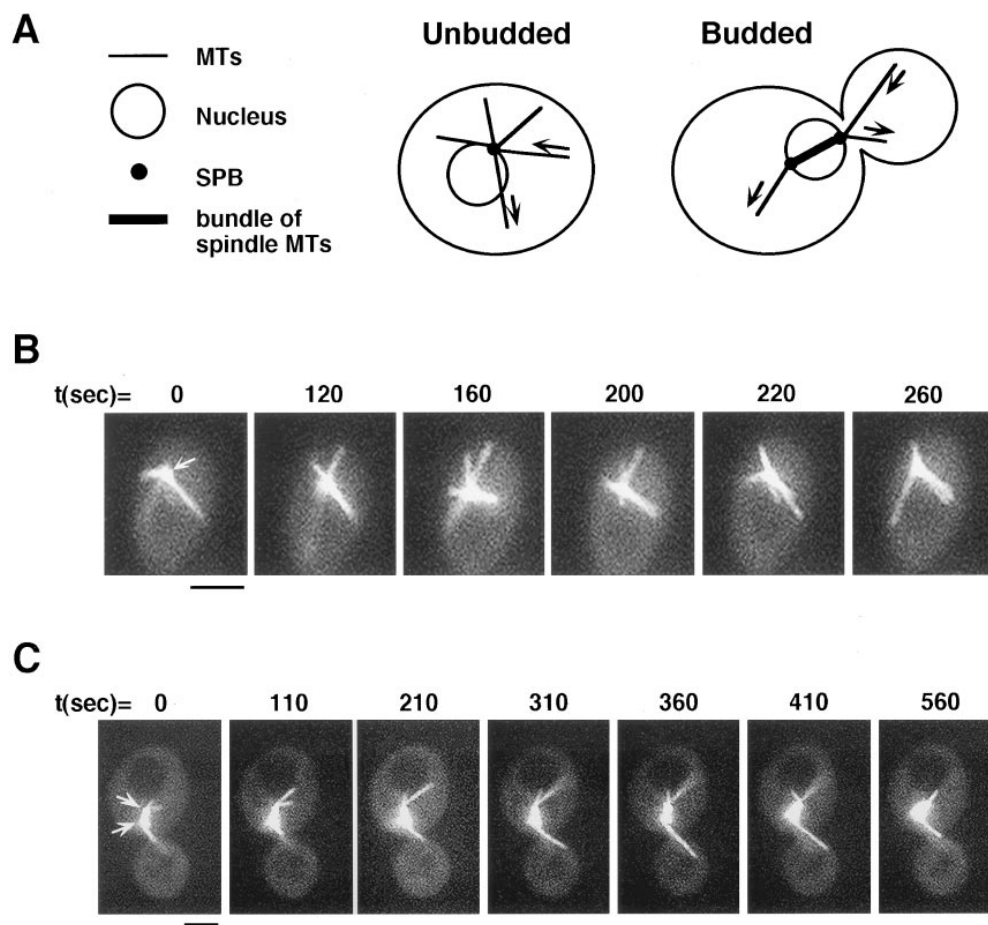 A
Unbudded
Budded
MTs
Nucleus
SPB
bundle of
spindle MTs
B
t(sec)= 0 120 160 200 220 260
C
t(sec)= 0 110 210 310 360 410 560